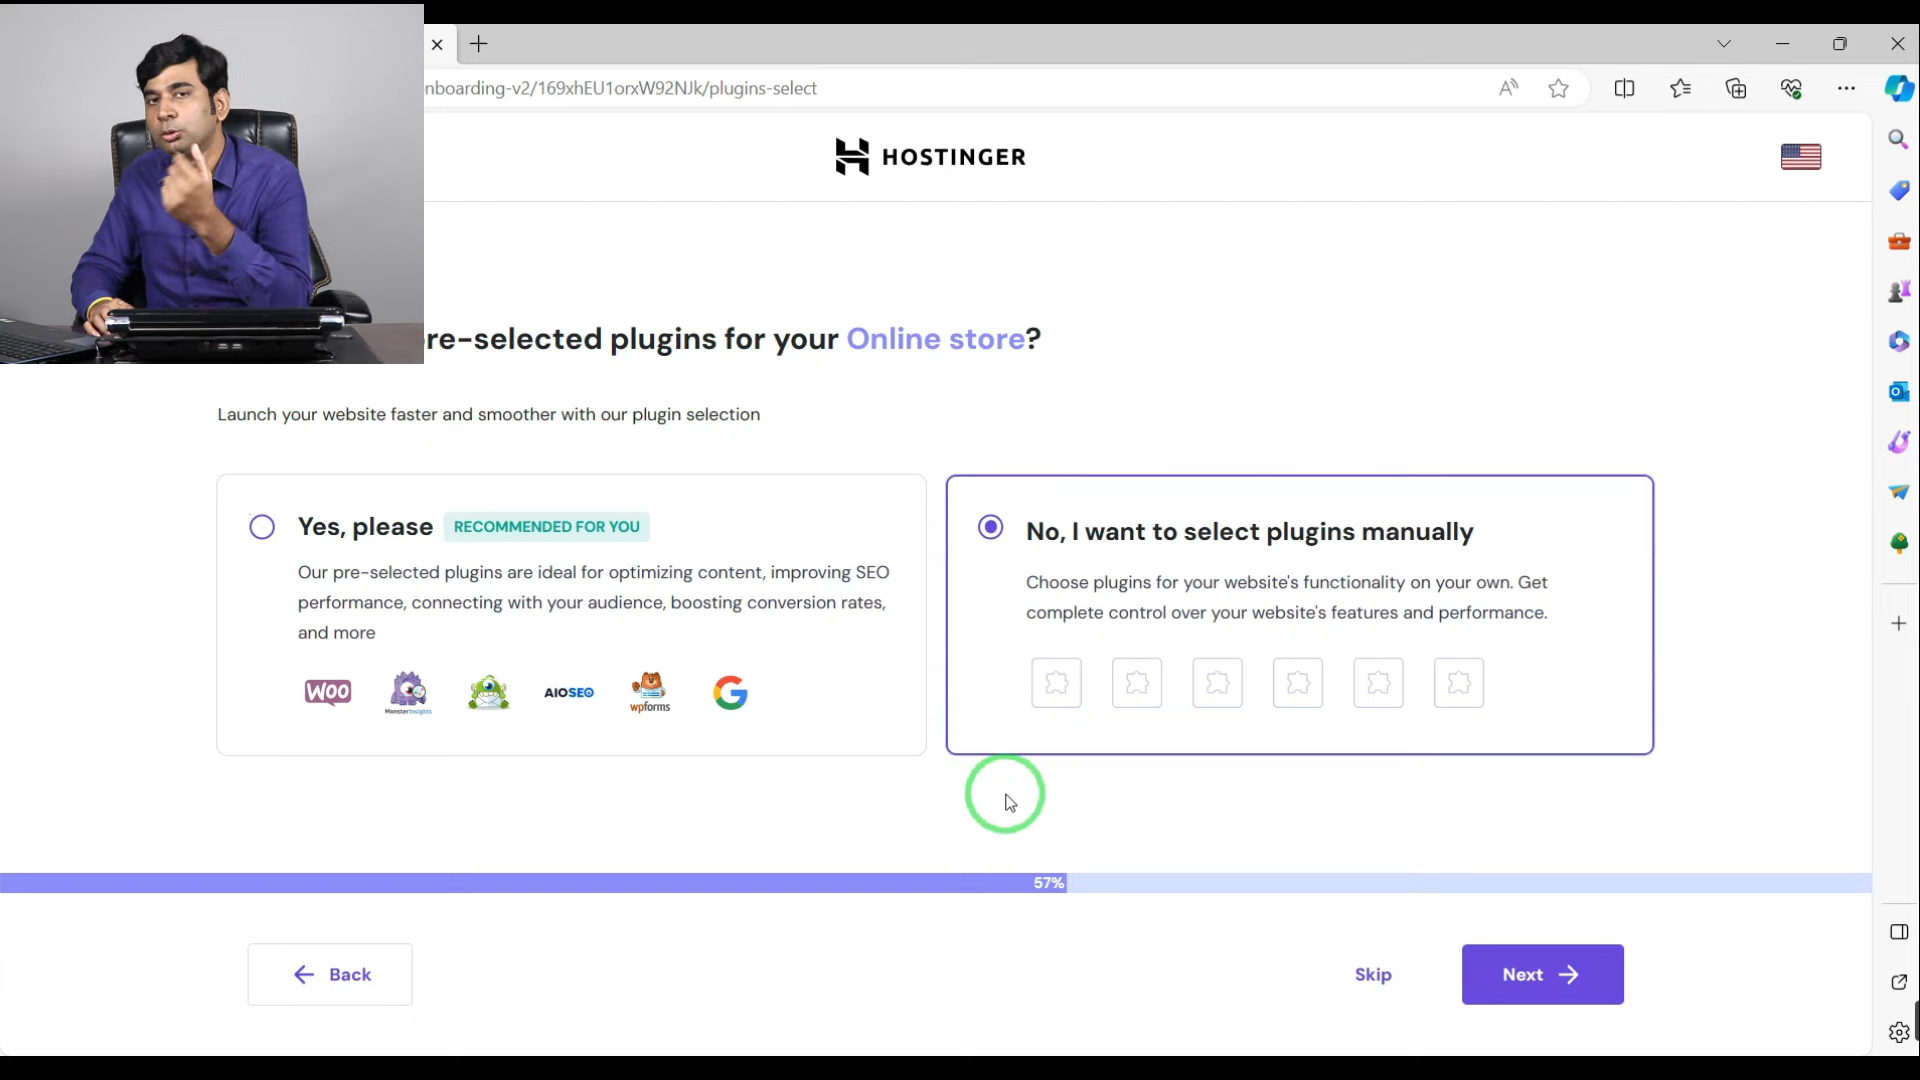 nboarding-v2/169xhEU1orxW92NJk/plugins-select
HOSTINGER
re-selected plugins for your Online store?
Launch your website faster and smoother with our plugin selection
Yes, please RECOMMENDED FOR YOU
Our pre-selected plugins are ideal for optimizing content, improving SEO
performance, connecting with your audience, boosting conversion rates,
and more
WOO
MonsterInsights
AIOSEO
wpforms
G
No, I want to select plugins manually
Choose plugins for your website's functionality on your own. Get
complete control over your website's features and performance.
57%
Back
Skip
Next